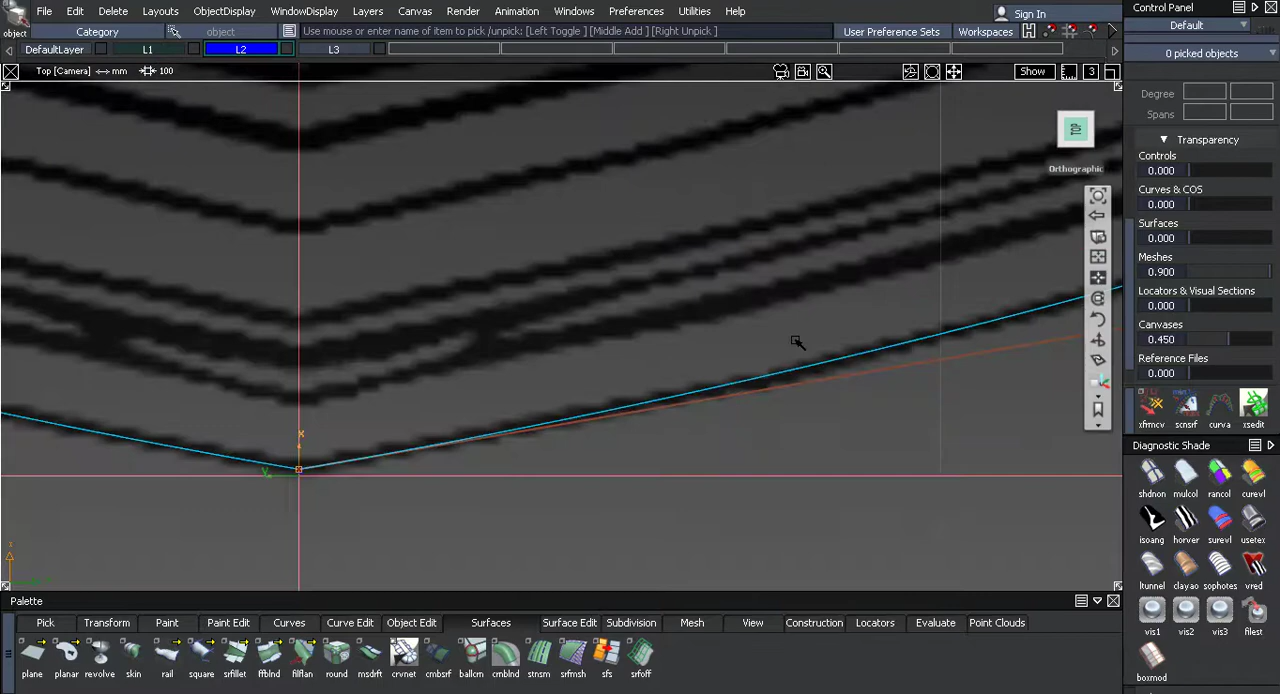 File Edit Delete Layouts ObjectDisplay WindowDisplay Layers Canvas Render Animation Windows Preferences Utilities Help
Sign In
Control Panel
object
Category
object
Use mouse or enter name of item to pick /unpick: [Left Toggle ] [Middle Add ] [Right Unpick ]
User Preference Sets
Workspaces
Default
DefaultLayer L1 L2 L3
0 picked objects
Top [Camera] mm 100
Show
3
Degree
Spans
TOP
Orthographic
Transparency
Controls
0.000
Curves & COS
0.000
Surfaces
0.000
Meshes
0.900
Locators & Visual Sections
0.000
Canvases
0.450
Reference Files
0.000
xfrmcv scnsrf curva xsedit
Diagnostic Shade
shdnon mulcol rancol curevl
isoang horver surevl usetex
ltunnel clayao sophotes vred
vis1 vis2 vis3 filest
boxmod
Palette
Pick Transform Paint Paint Edit Curves Curve Edit Object Edit Surfaces Surface Edit Subdivision Mesh View Construction Locators Evaluate Point Clouds
plane planar revolve skin rail square srfillet ffblnd filflan round msdrft crvnet cmbsrf ballcrn crnblnd stnsrn srfmsh sfs srfoff